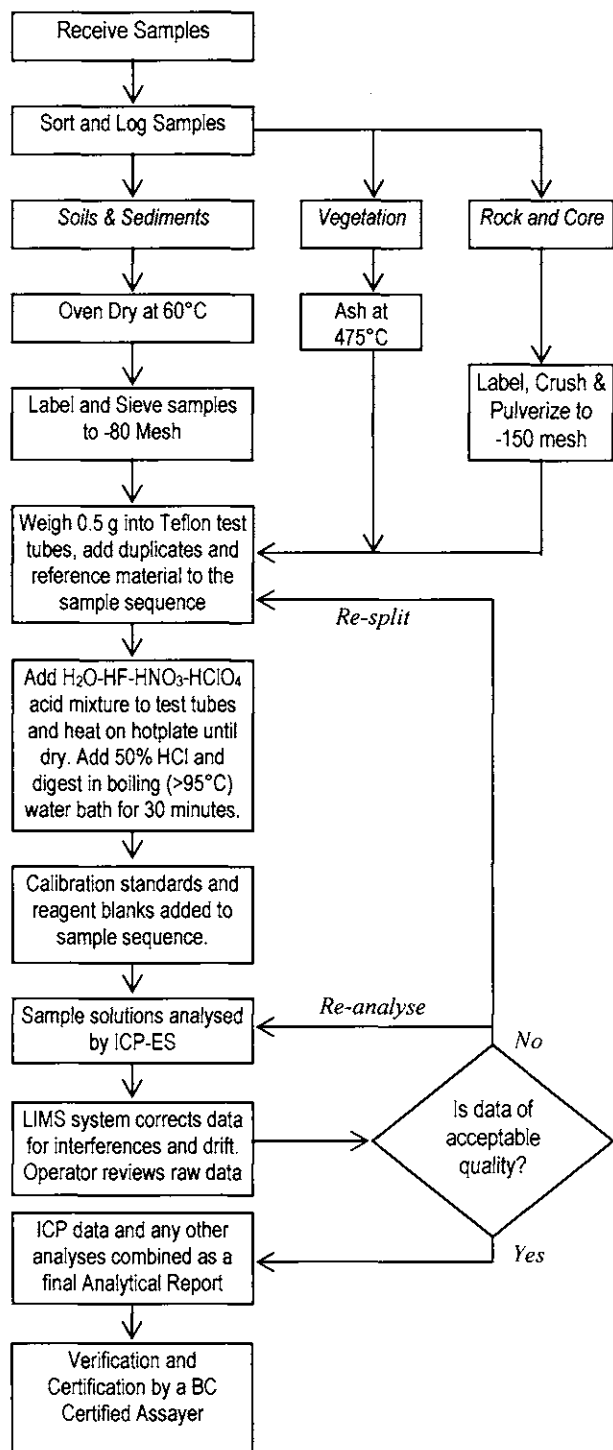 Receive Samples
Sort and Log Samples
Soils & Sediments
Vegetation
Rock and Core
Oven Dry at 60°C
Ash at
475°C
Label and Sieve samples
to -80 Mesh
Label, Crush &
Pulverize to
-150 mesh
Weigh 0.5 g into Teflon test
tubes, add duplicates and
reference material to the
sample sequence
Re-split
Add H₂O-HF-HNO₃-HClO₄
acid mixture to test tubes
and heat on hotplate until
dry. Add 50% HCl and
digest in boiling (>95°C)
water bath for 30 minutes.
Calibration standards and
reagent blanks added to
sample sequence.
Re-analyse
Sample solutions analysed
by ICP-ES
No
LIMS system corrects data
for interferences and drift.
Operator reviews raw data
Is data of
acceptable
quality?
Yes
ICP data and any other
analyses combined as a
final Analytical Report
Verification and
Certification by a BC
Certified Assayer